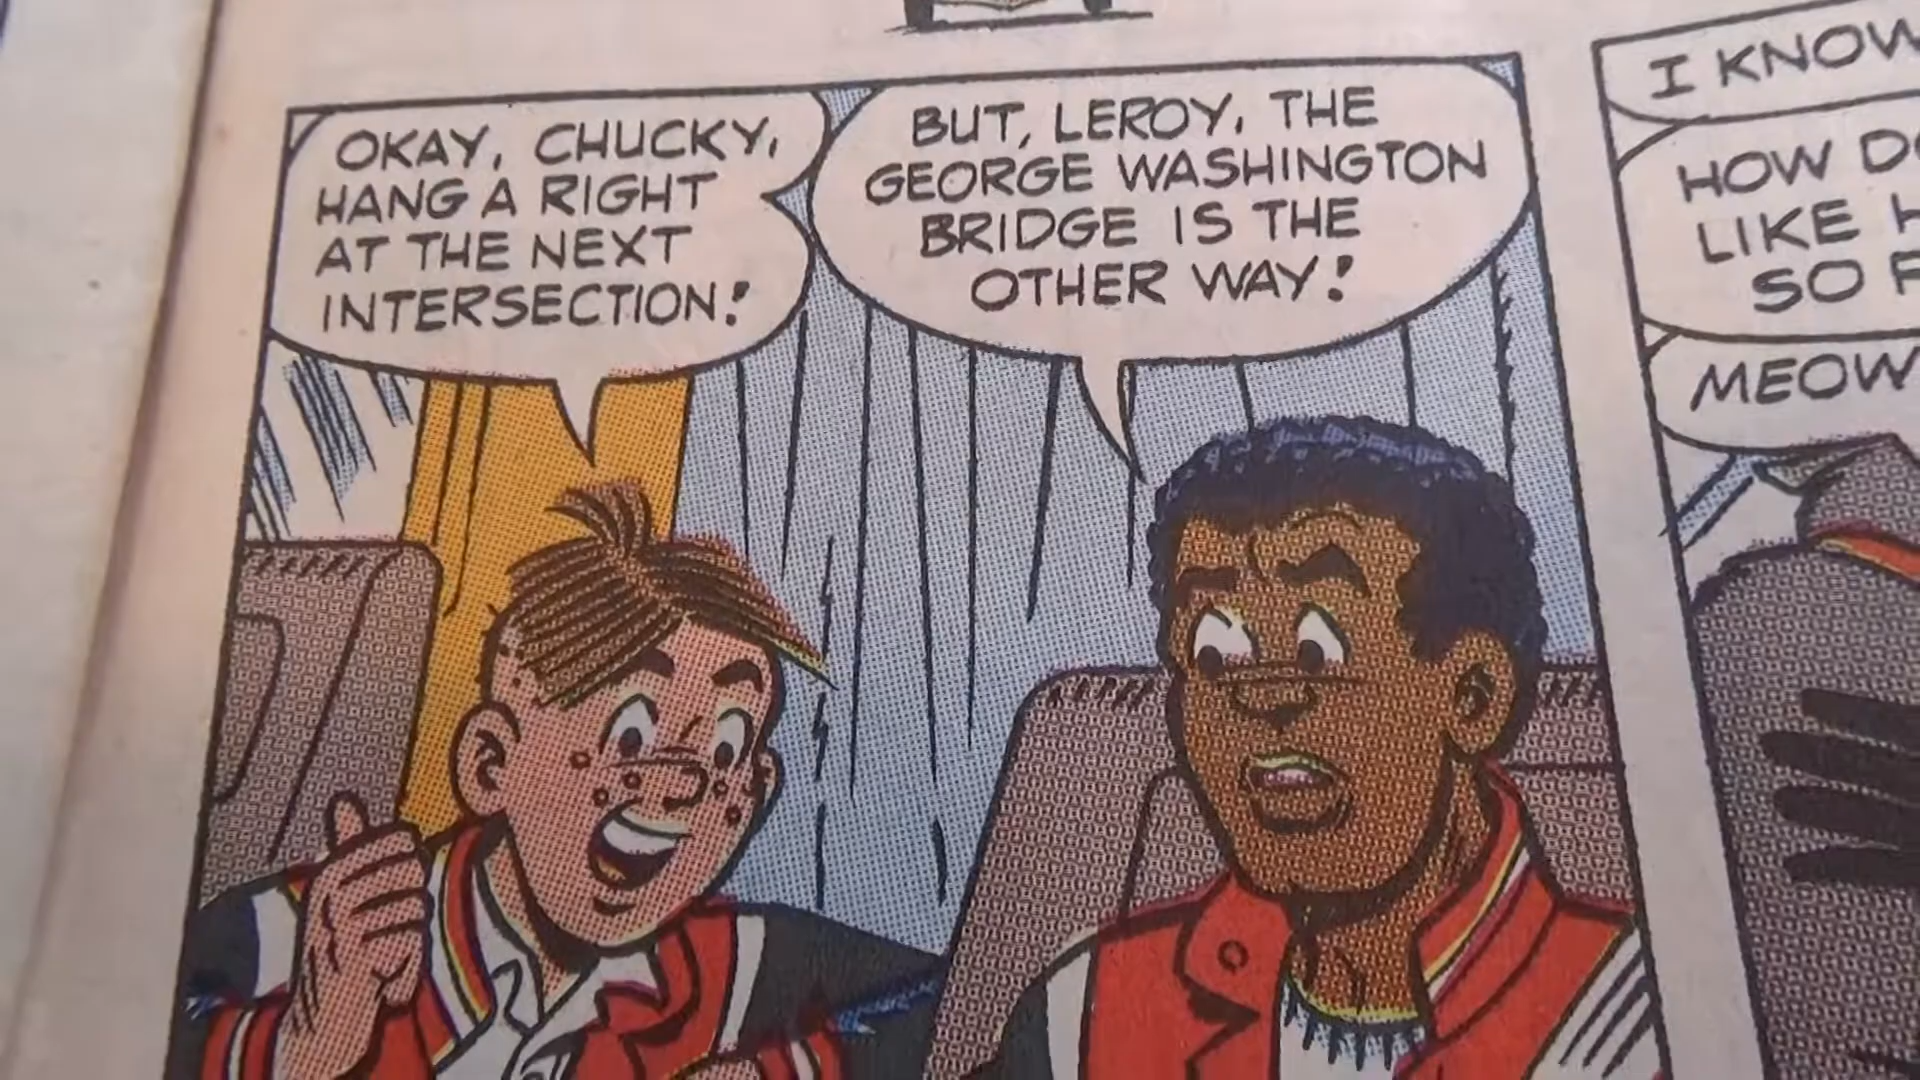 OKAY, CHUCKY,
HANG A RIGHT
AT THE NEXT
INTERSECTION!
BUT, LEROY, THE
GEORGE WASHINGTON
BRIDGE IS THE
OTHER WAY!
I KNOW
HOW
LIKE
SO
MEOW